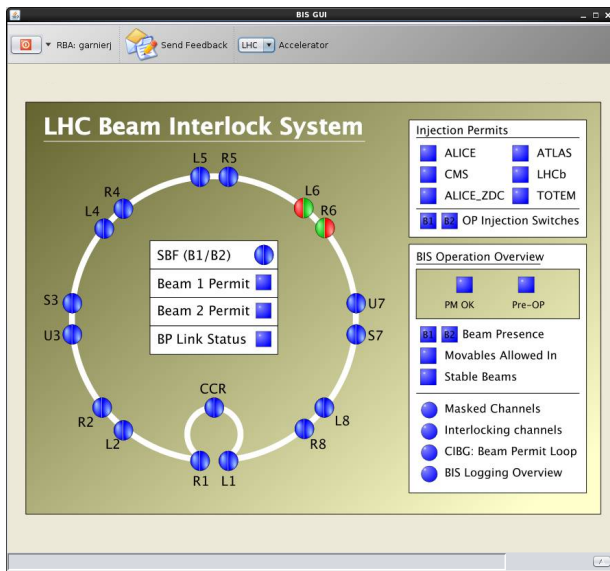 BIS GUI
RBA: garnierj
Send Feedback
LHC
Accelerator
LHC Beam Interlock System
L5 R5
R4
L4
L6
R6
S3
U3
U7
S7
SBF (B1/B2)
Beam 1 Permit
Beam 2 Permit
BP Link Status
CCR
R2
L2
L8
R8
R1 L1
Injection Permits
ALICE ATLAS
CMS LHCb
ALICE_ZDC TOTEM
B1 B2 OP Injection Switches
BIS Operation Overview
PM OK Pre-OP
B1 B2 Beam Presence
Movables Allowed In
Stable Beams
Masked Channels
Interlocking channels
CIBG: Beam Permit Loop
BIS Logging Overview